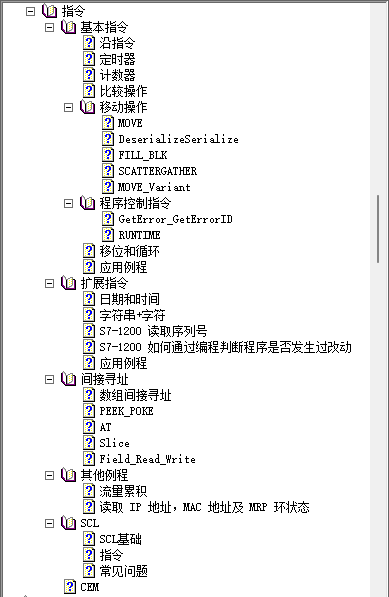 指令
基本指令
沿指令
定时器
计数器
比较操作
移动操作
MOVE
DeserializeSerialize
FILL_BLK
SCATTERGATHER
MOVE_Variant
程序控制指令
GetError_GetErrorID
RUNTIME
移位和循环
应用例程
扩展指令
日期和时间
字符串+字符
S7-1200 读取序列号
S7-1200 如何通过编程判断程序是否发生过改动
应用例程
间接寻址
数组间接寻址
PEEK_POKE
AT
Slice
Field_Read_Write
其他例程
流量累积
读取 IP 地址，MAC 地址及 MRP 环状态
SCL
SCL基础
指令
常见问题
CEM